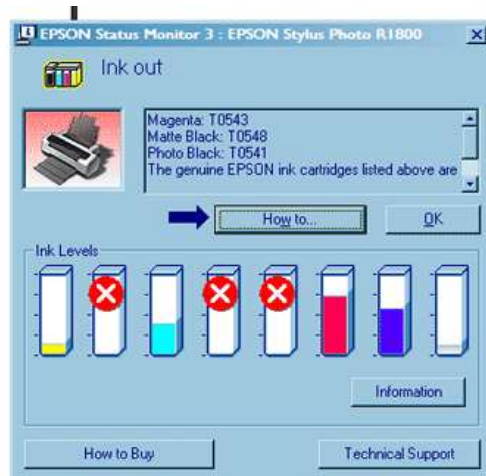 EPSON Status Monitor 3 : EPSON Stylus Photo R1800
Ink out
Magenta: T0543
Matte Black: T0548
Photo Black: T0541
The genuine EPSON ink cartridges listed above are
How to...
OK
Ink Levels
Information
How to Buy
Technical Support